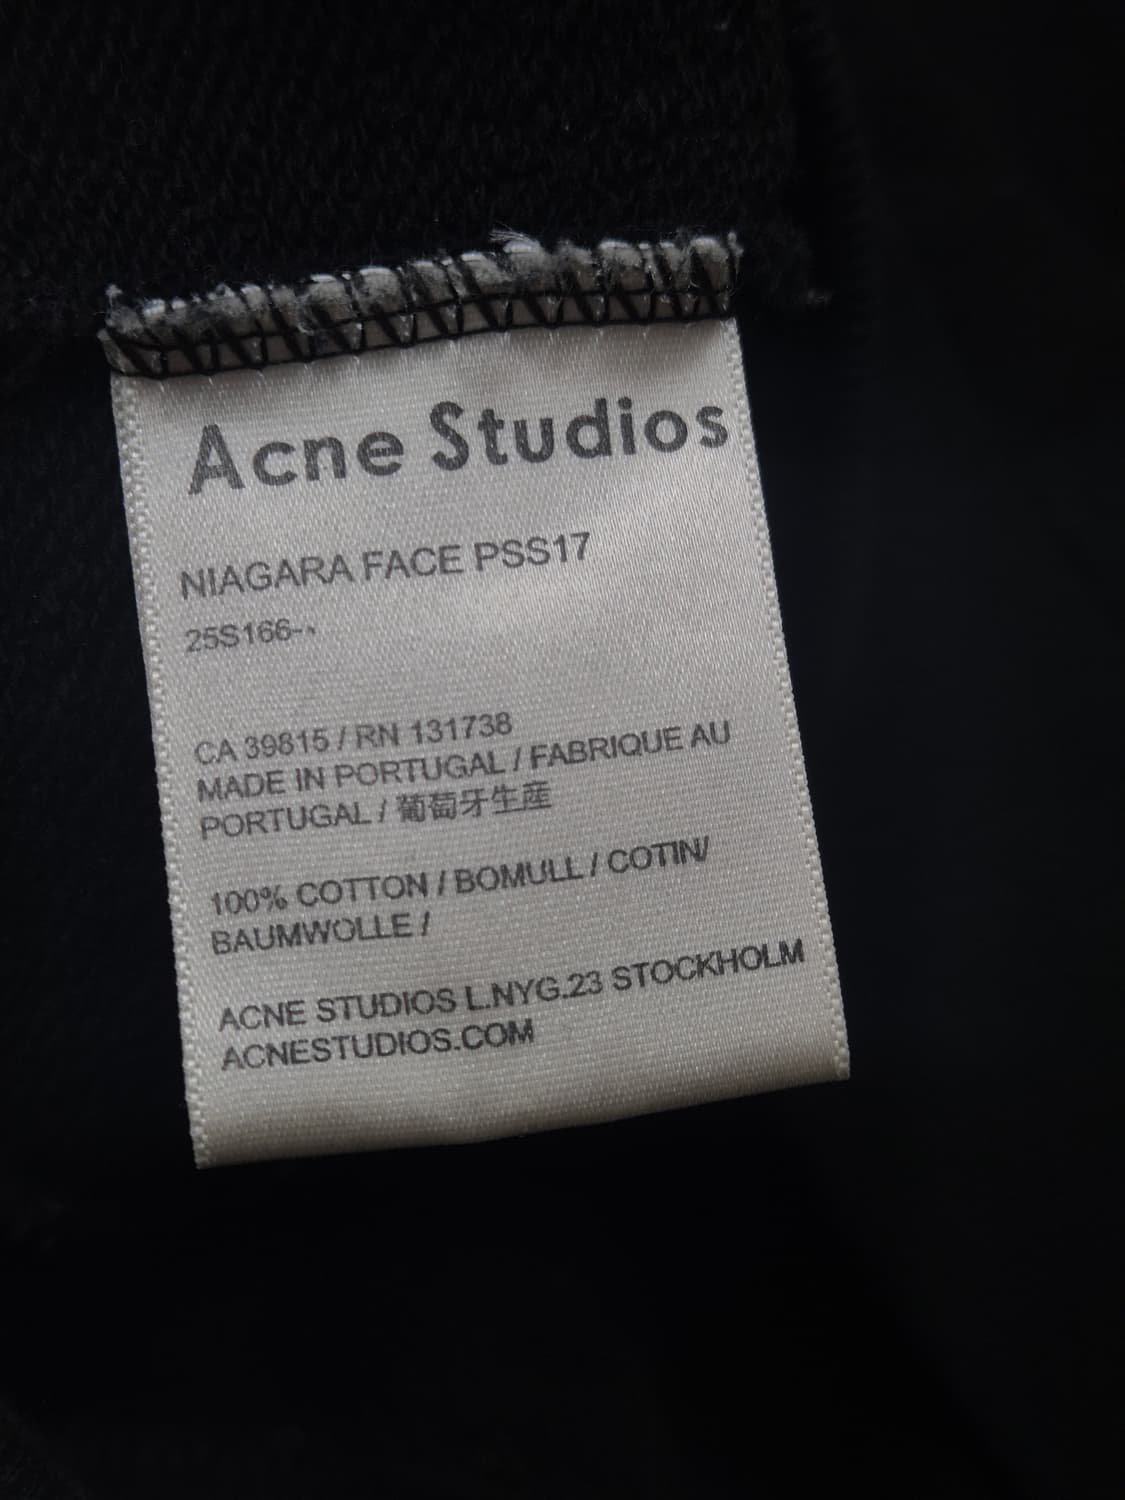 Acne Studios
NIAGARA FACE PSS17
25S166-
CA 39815 / RN 131738
MADE IN PORTUGAL / FABRIQUE AU
PORTUGAL / 葡萄牙生産
100% COTTON / BOMULL / COTIN/
BAUMWOLLE /
ACNE STUDIOS L.NYG.23 STOCKHOLM
ACNESTUDIOS.COM